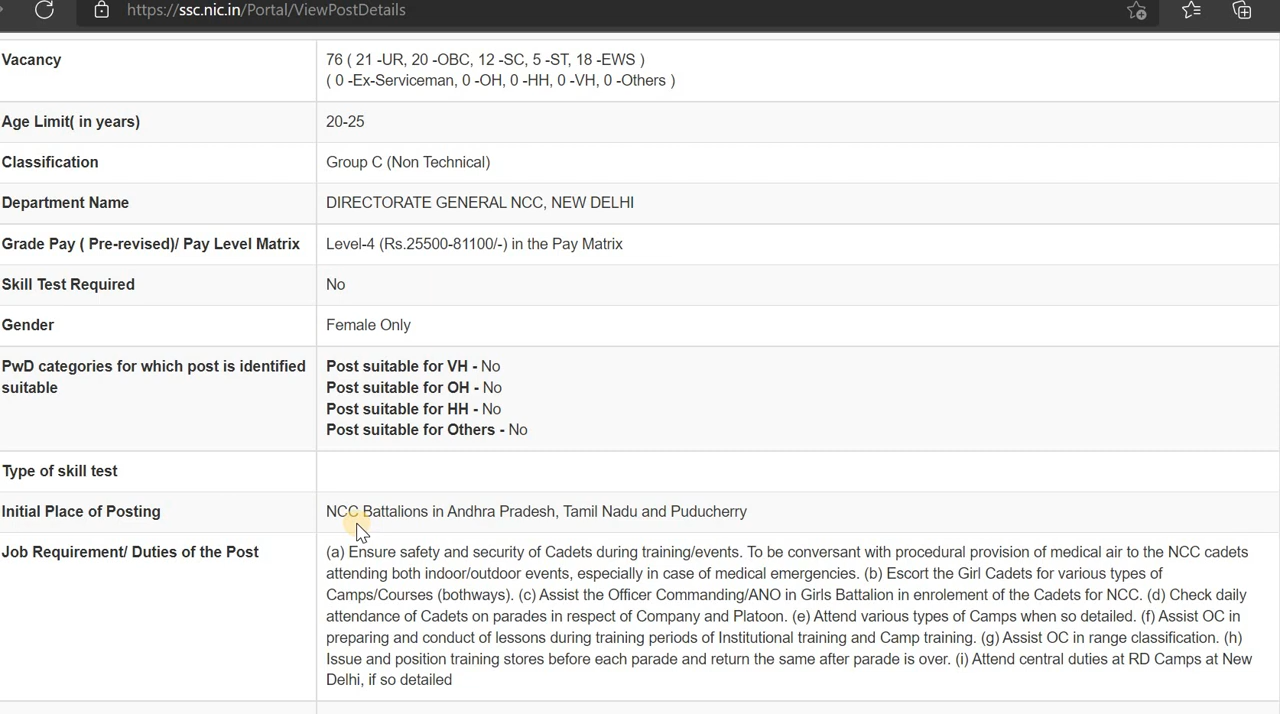 https://ssc.nic.in/Portal/ViewPostDetails
Vacancy
76 ( 21 -UR, 20 -OBC, 12 -SC, 5 -ST, 18 -EWS )
( 0 -Ex-Serviceman, 0 -OH, 0 -HH, 0 -VH, 0 -Others )
Age Limit( in years)
20-25
Classification
Group C (Non Technical)
Department Name
DIRECTORATE GENERAL NCC, NEW DELHI
Grade Pay ( Pre-revised)/ Pay Level Matrix
Level-4 (Rs.25500-81100/-) in the Pay Matrix
Skill Test Required
No
Gender
Female Only
PwD categories for which post is identified
suitable
Post suitable for VH - No
Post suitable for OH - No
Post suitable for HH - No
Post suitable for Others - No
Type of skill test
Initial Place of Posting
NCC Battalions in Andhra Pradesh, Tamil Nadu and Puducherry
Job Requirement/ Duties of the Post
(a) Ensure safety and security of Cadets during training/events. To be conversant with procedural provision of medical air to the NCC cadets
attending both indoor/outdoor events, especially in case of medical emergencies. (b) Escort the Girl Cadets for various types of
Camps/Courses (bothways). (c) Assist the Officer Commanding/ANO in Girls Battalion in enrolement of the Cadets for NCC. (d) Check daily
attendance of Cadets on parades in respect of Company and Platoon. (e) Attend various types of Camps when so detailed. (f) Assist OC in
preparing and conduct of lessons during training periods of Institutional training and Camp training. (g) Assist OC in range classification. (h)
Issue and position training stores before each parade and return the same after parade is over. (i) Attend central duties at RD Camps at New
Delhi, if so detailed